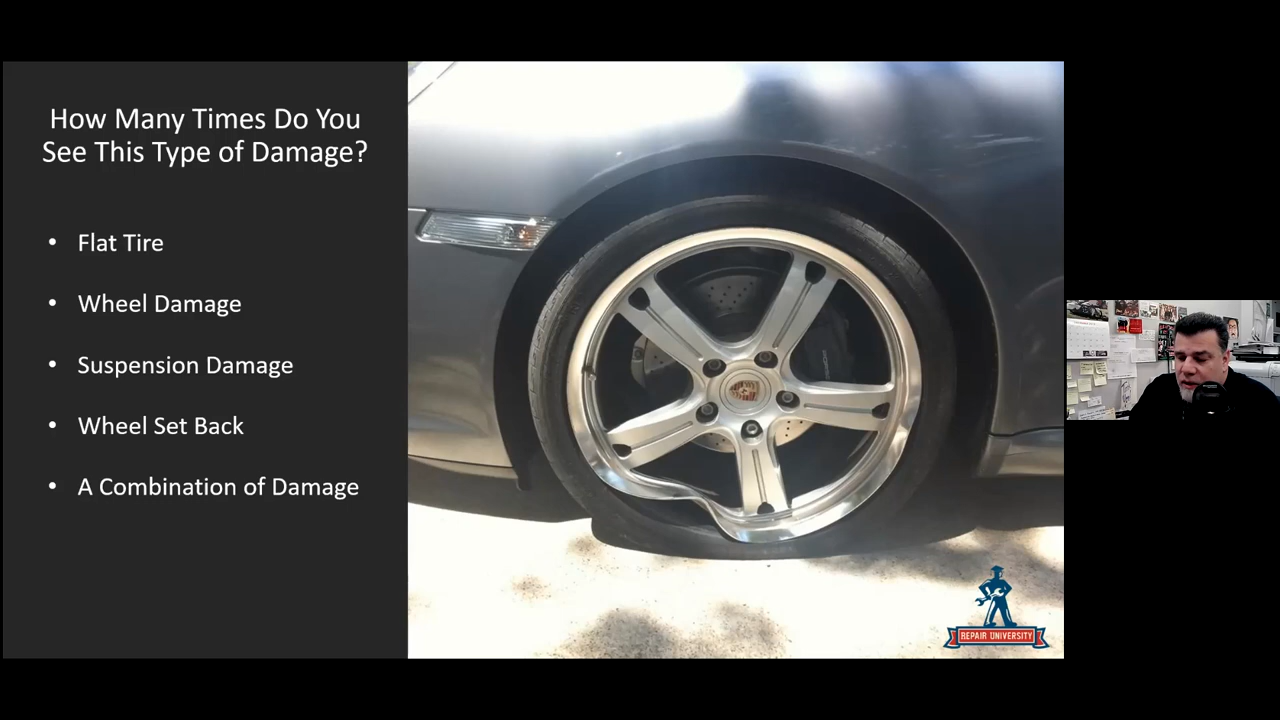 How Many Times Do You
See This Type of Damage?
• Flat Tire
• Wheel Damage
• Suspension Damage
• Wheel Set Back
• A Combination of Damage
REPAIR UNIVERSITY